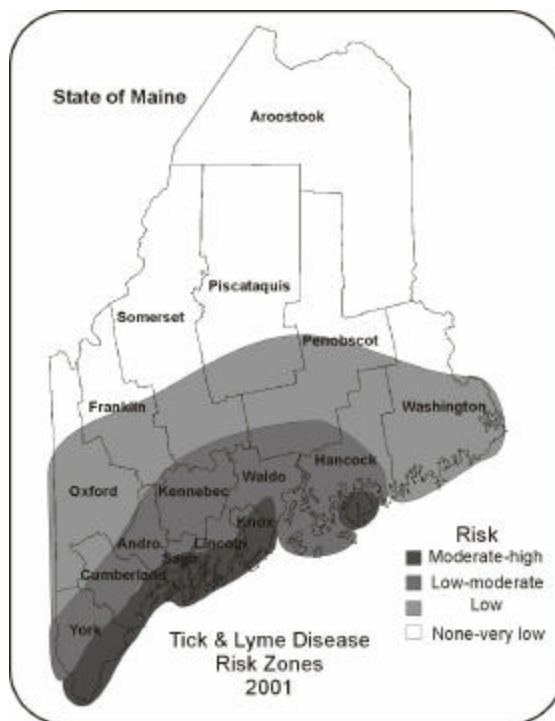 State of Maine
Aroostook
Piscataquis
Somerset
Penobscot
Franklin
Washington
Hancock
Oxford
Kennebec
Waldo
Knox
Andro.
Lincoln
Saga
Cumberland
York
Risk
Moderate-high
Low-moderate
Low
None-very low
Tick & Lyme Disease
Risk Zones
2001